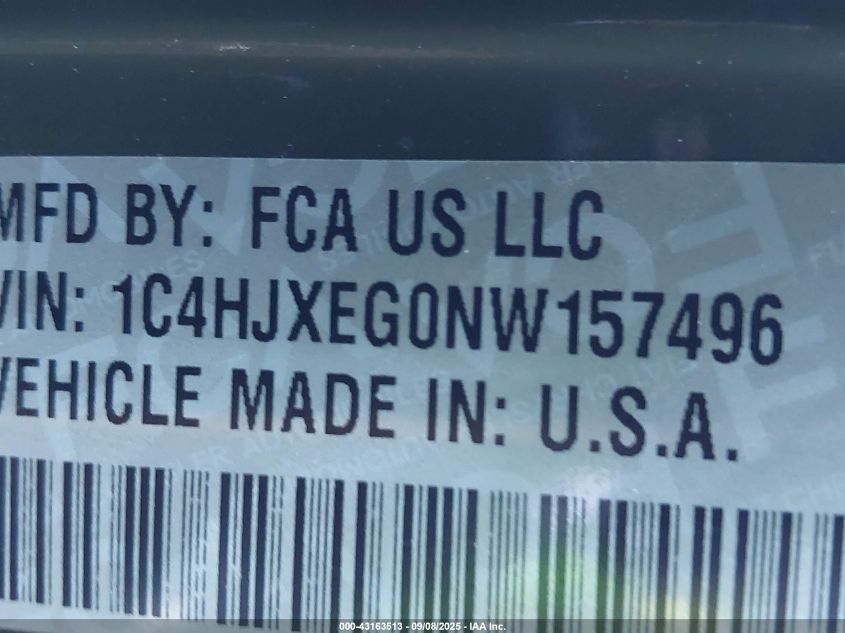 MFD BY: FCA US LLC
VIN: 1C4HJXEG0NW157496
VEHICLE MADE IN: U.S.A.
000-43163513 - 09/08/2025 - IAA Inc.